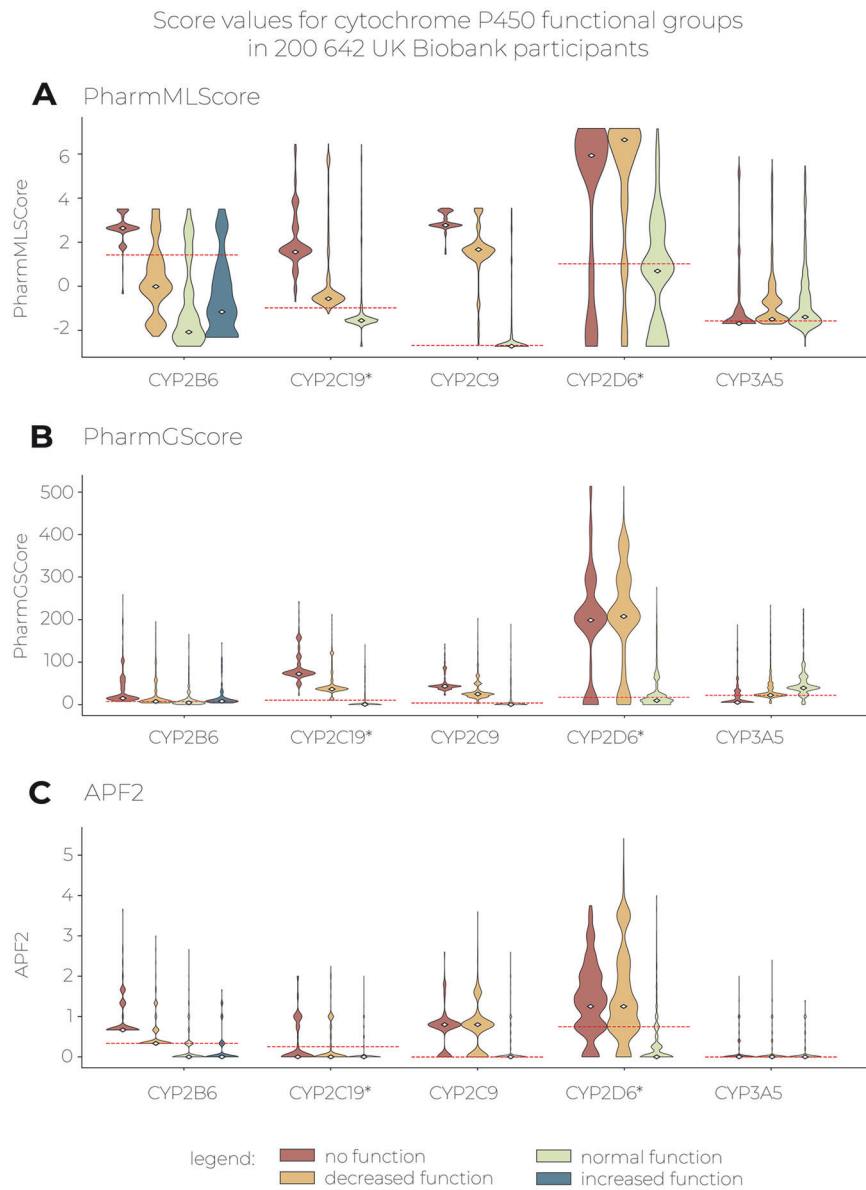 Score values for cytochrome P450 functional groups
in 200 642 UK Biobank participants
A PharmMLScore
PharmMLSCore
6
4
2
0
-2
CYP2B6 CYP2C19* CYP2C9 CYP2D6* CYP3A5
B PharmGScore
PharmGSCore
500
400
300
200
100
0
CYP2B6 CYP2C19* CYP2C9 CYP2D6* CYP3A5
C APF2
APF2
5
4
3
2
1
0
CYP2B6 CYP2C19* CYP2C9 CYP2D6* CYP3A5
legend: no function normal function
decreased function increased function